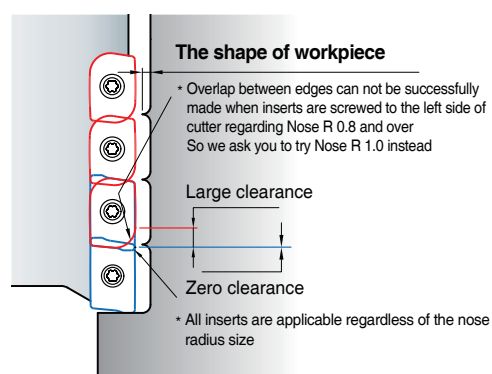 The shape of workpiece
* Overlap between edges can not be successfully
made when inserts are screwed to the left side of
cutter regarding Nose R 0.8 and over
So we ask you to try Nose R 1.0 instead
Large clearance
Zero clearance
* All inserts are applicable regardless of the nose
radius size